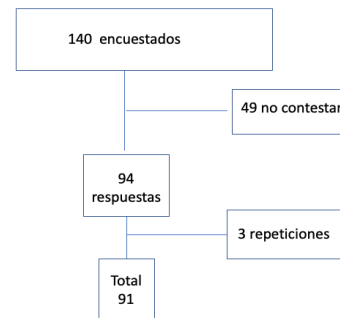 140 encuestados
49 no contestar
94
respuestas
3 repeticiones
Total
91